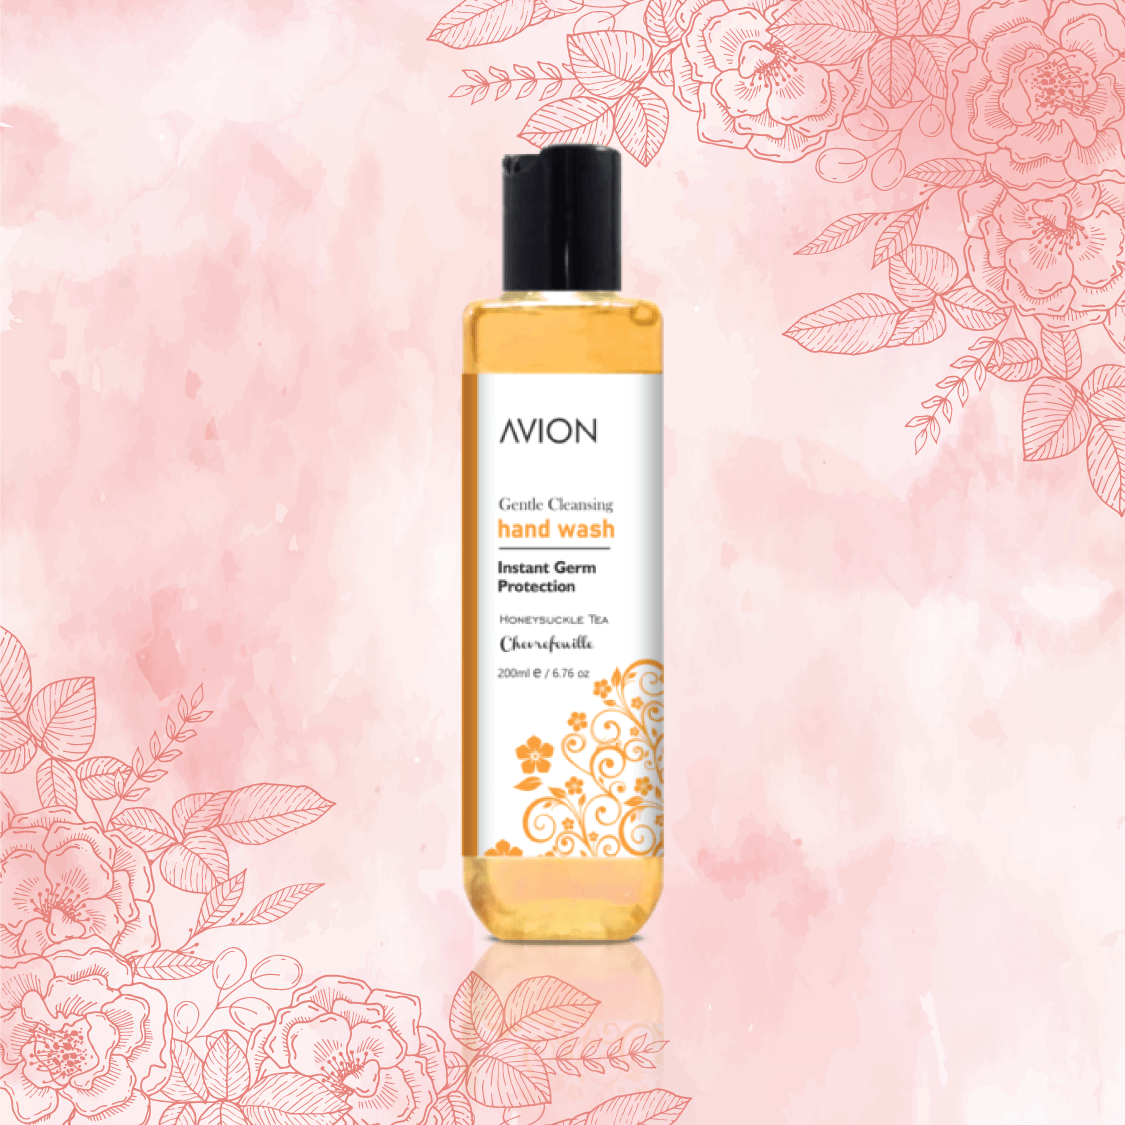 AVION
Gentle Cleansing
hand wash
Instant Germ
Protection
HONEYSUCKLE TEA
Chevrefeuille
200ml e / 6.76 oz